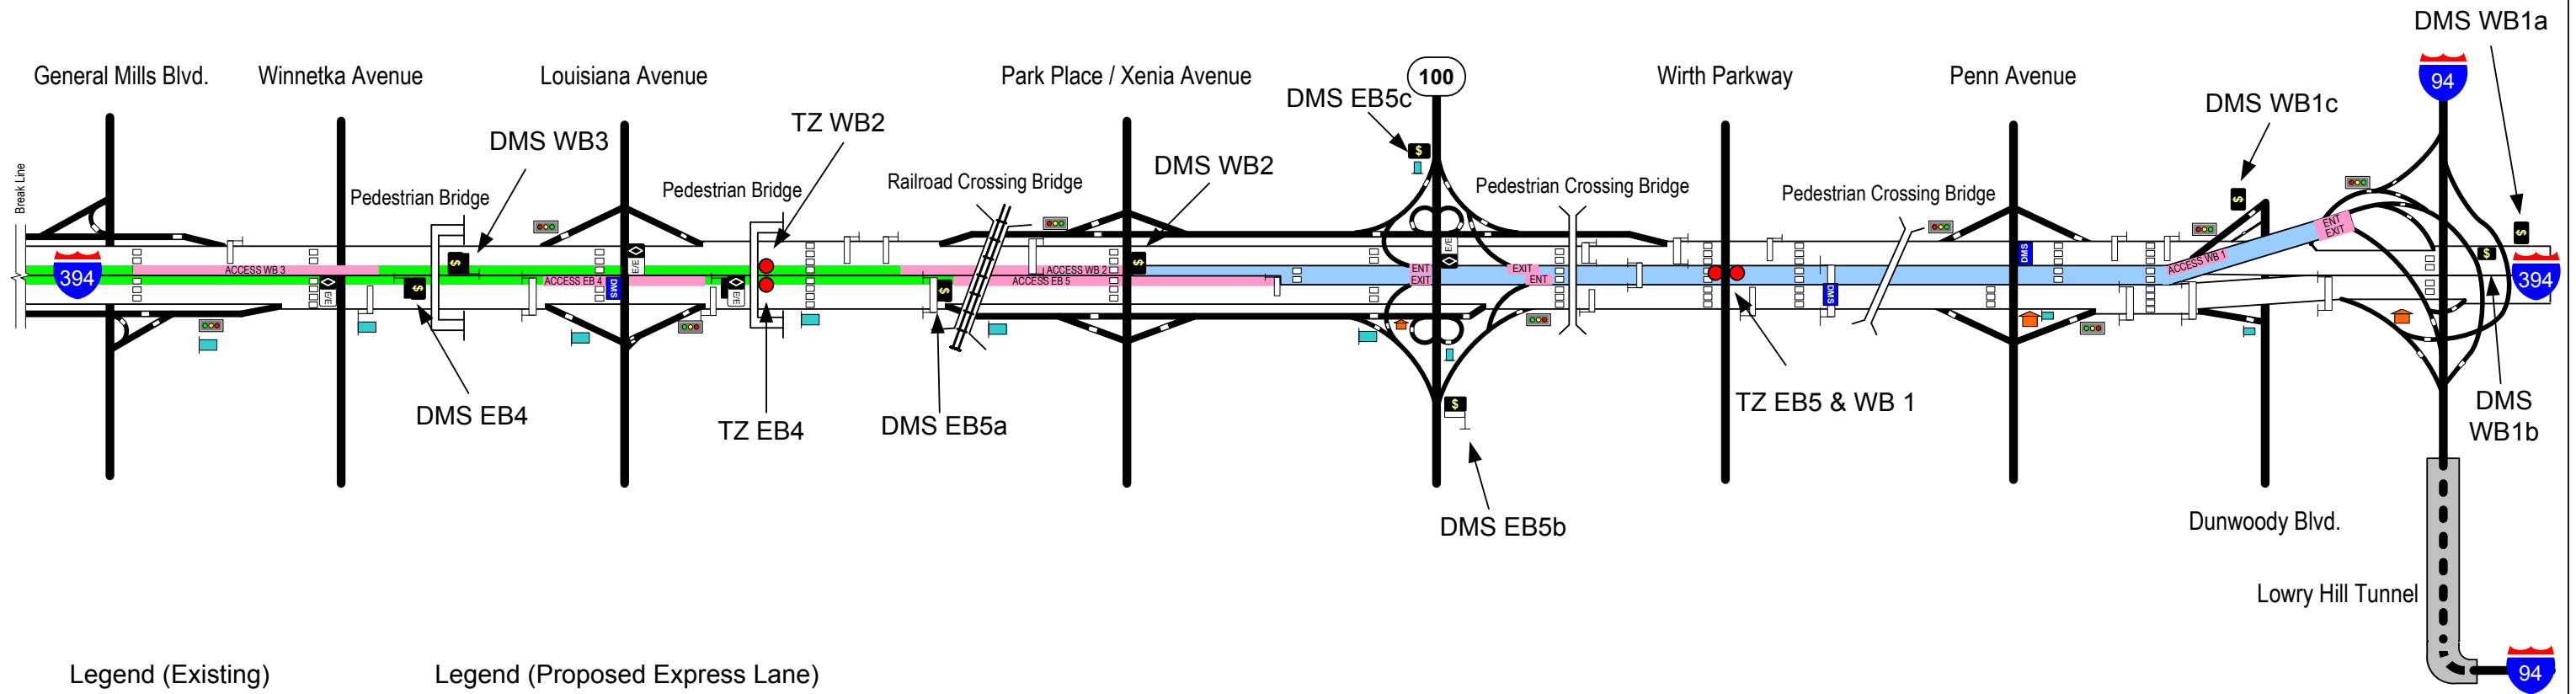 DMS WB1a
General Mills Blvd.
Winnetka Avenue
Louisiana Avenue
Park Place / Xenia Avenue
100
Wirth Parkway
Penn Avenue
94
DMS EB5c
DMS WB1c
TZ WB2
DMS WB3
DMS WB2
Break Line
Pedestrian Bridge
Pedestrian Bridge
Railroad Crossing Bridge
Pedestrian Crossing Bridge
Pedestrian Crossing Bridge
$
$
$
$
$
$
$
$
$
$
E/E
E/E
E/E
E/E
DMS
DMS
DMS
394
ACCESS WB 3
ACCESS EB 4
ACCESS WB 2
ACCESS EB 5
ENT
EXIT
EXIT
ENT
ACCESS WB 1
ENT
EXIT
394
DMS EB4
TZ EB4
DMS EB5a
TZ EB5 & WB 1
DMS
WB1b
DMS EB5b
Dunwoody Blvd.
Lowry Hill Tunnel
94
Legend (Existing)
Legend (Proposed Express Lane)